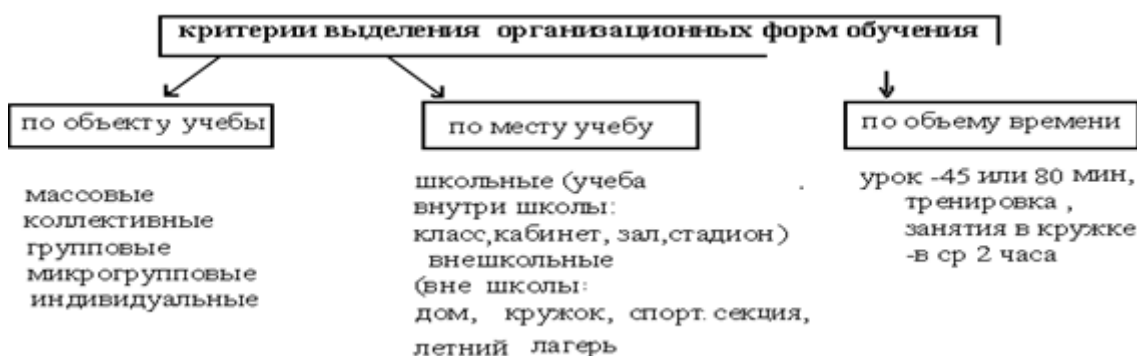 критерии выделения организационных форм обучения
по объекту учебы
массовые
коллективные
групповые
микрогрупповые
индивидуальные
по месту учебу
школьные (учеба .
внутри школы:
класс,кабинет, зал,стадион)
внешкольные
(вне школы:
дом, кружок, спорт. секция,
летний лагерь
по объему времени
урок -45 или 80 мин,
тренировка ,
занятия в кружке
-в ср 2 часа